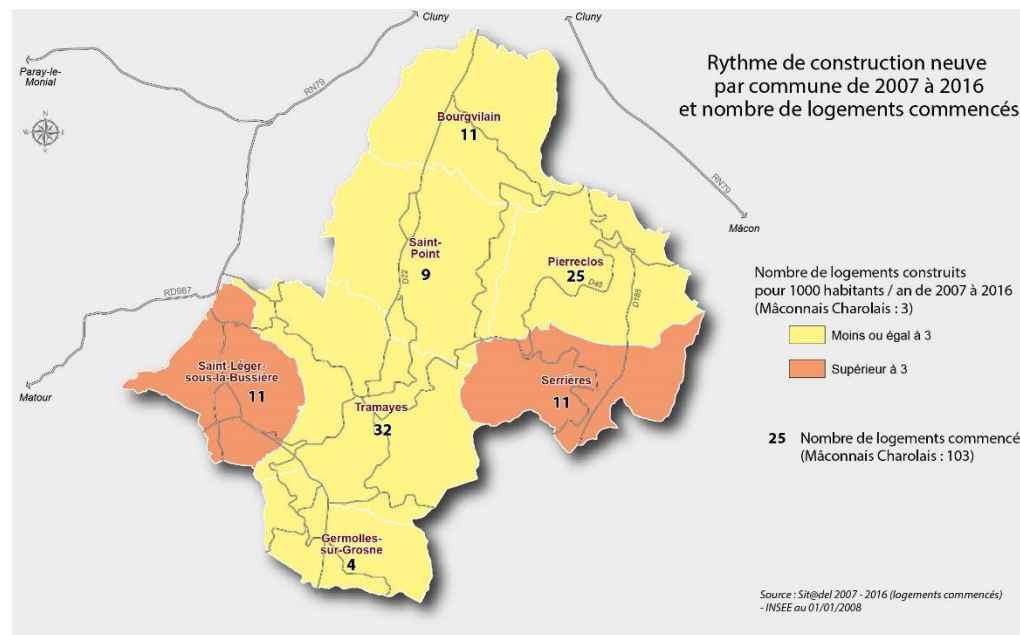 Cluny
Cluny
Paray-le-
Monial
RN79
N
W
E
S
Rythme de construction neuve
par commune de 2007 à 2016
et nombre de logements commencés
Bourgvilain
11
RN79
Mâcon
Saint-
Point
9
D22
Pierreclos
25
D45
D185
Nombre de logements construits
pour 1000 habitants / an de 2007 à 2016
(Mâconnais Charolais : 3)
Moins ou égal à 3
Supérieur à 3
RD987
Saint-Léger-
sous-la-Bussière
11
Matour
Serrières
11
Tramayes
32
25 Nombre de logements commencé
(Mâconnais Charolais : 103)
Germolles-
sur-Grosne
4
Source : Sit@del 2007 - 2016 (logements commencés)
- INSEE au 01/01/2008